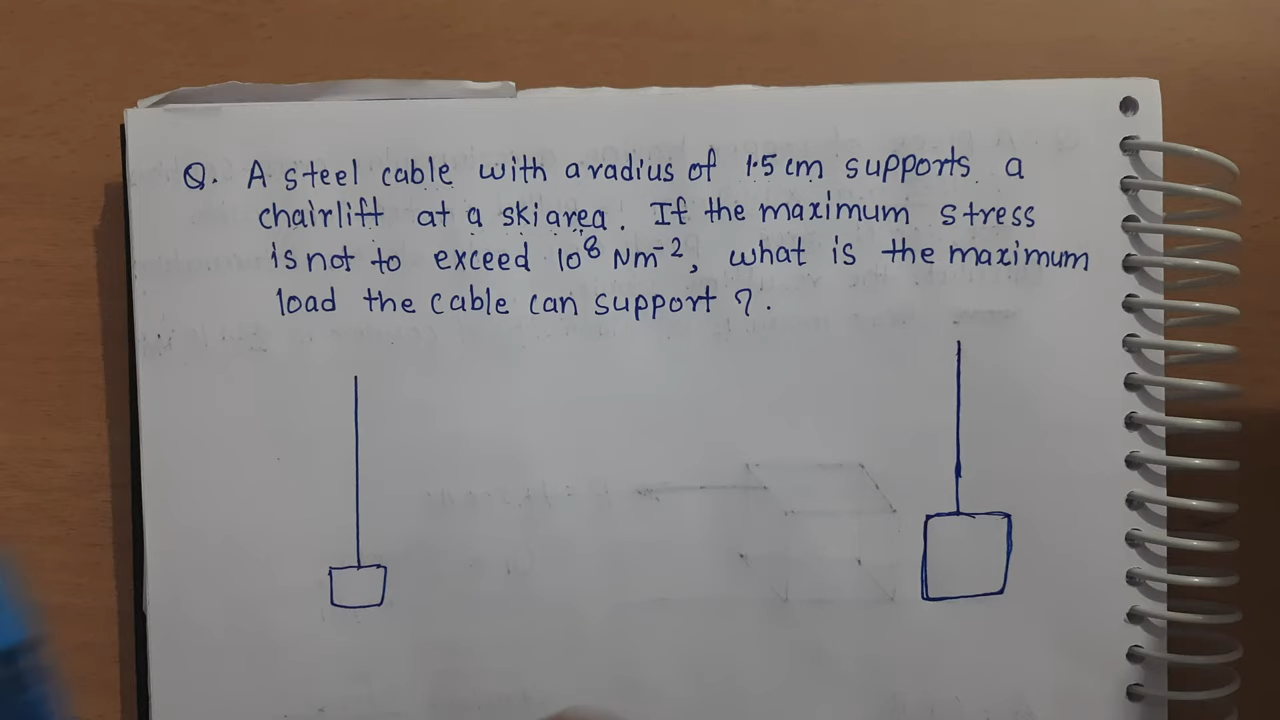 Q. A steel cable with a radius of 1.5 cm supports a
chairlift at a ski area. If the maximum stress
is not to exceed 10⁸ Nm⁻², what is the maximum
load the cable can support ?.